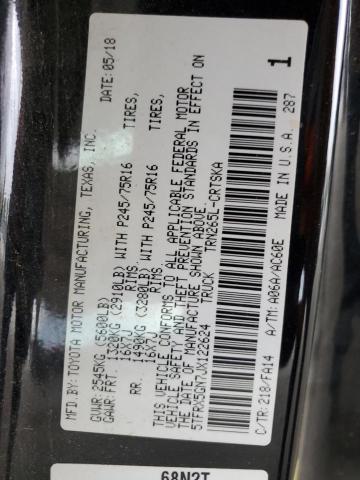 MFD.BY:TOYOTA MOTOR MANUFACTURING, TEXAS, INC.
DATE: 05/18
GVWR: 2545KG (5600LB)
GAWR: FRT. 1320KG (2910LB) WITH P245/75R16 TIRES,
16X7J RIMS
RR. 1490KG (3280LB) WITH P245/75R16 TIRES,
16X7J RIMS
THIS VEHICLE CONFORMS TO ALL APPLICABLE FEDERAL MOTOR
VEHICLE SAFETY AND THEFT PREVENTION STANDARDS IN EFFECT ON
THE DATE OF MANUFACTURE SHOWN ABOVE.
5TFRX5GN7JX122624 TRUCK TRN265L-CRTSKA
C/TR:218/FA14 A/TM:A06A/AC60E MADE IN U.S.A. 287
1
68N2T